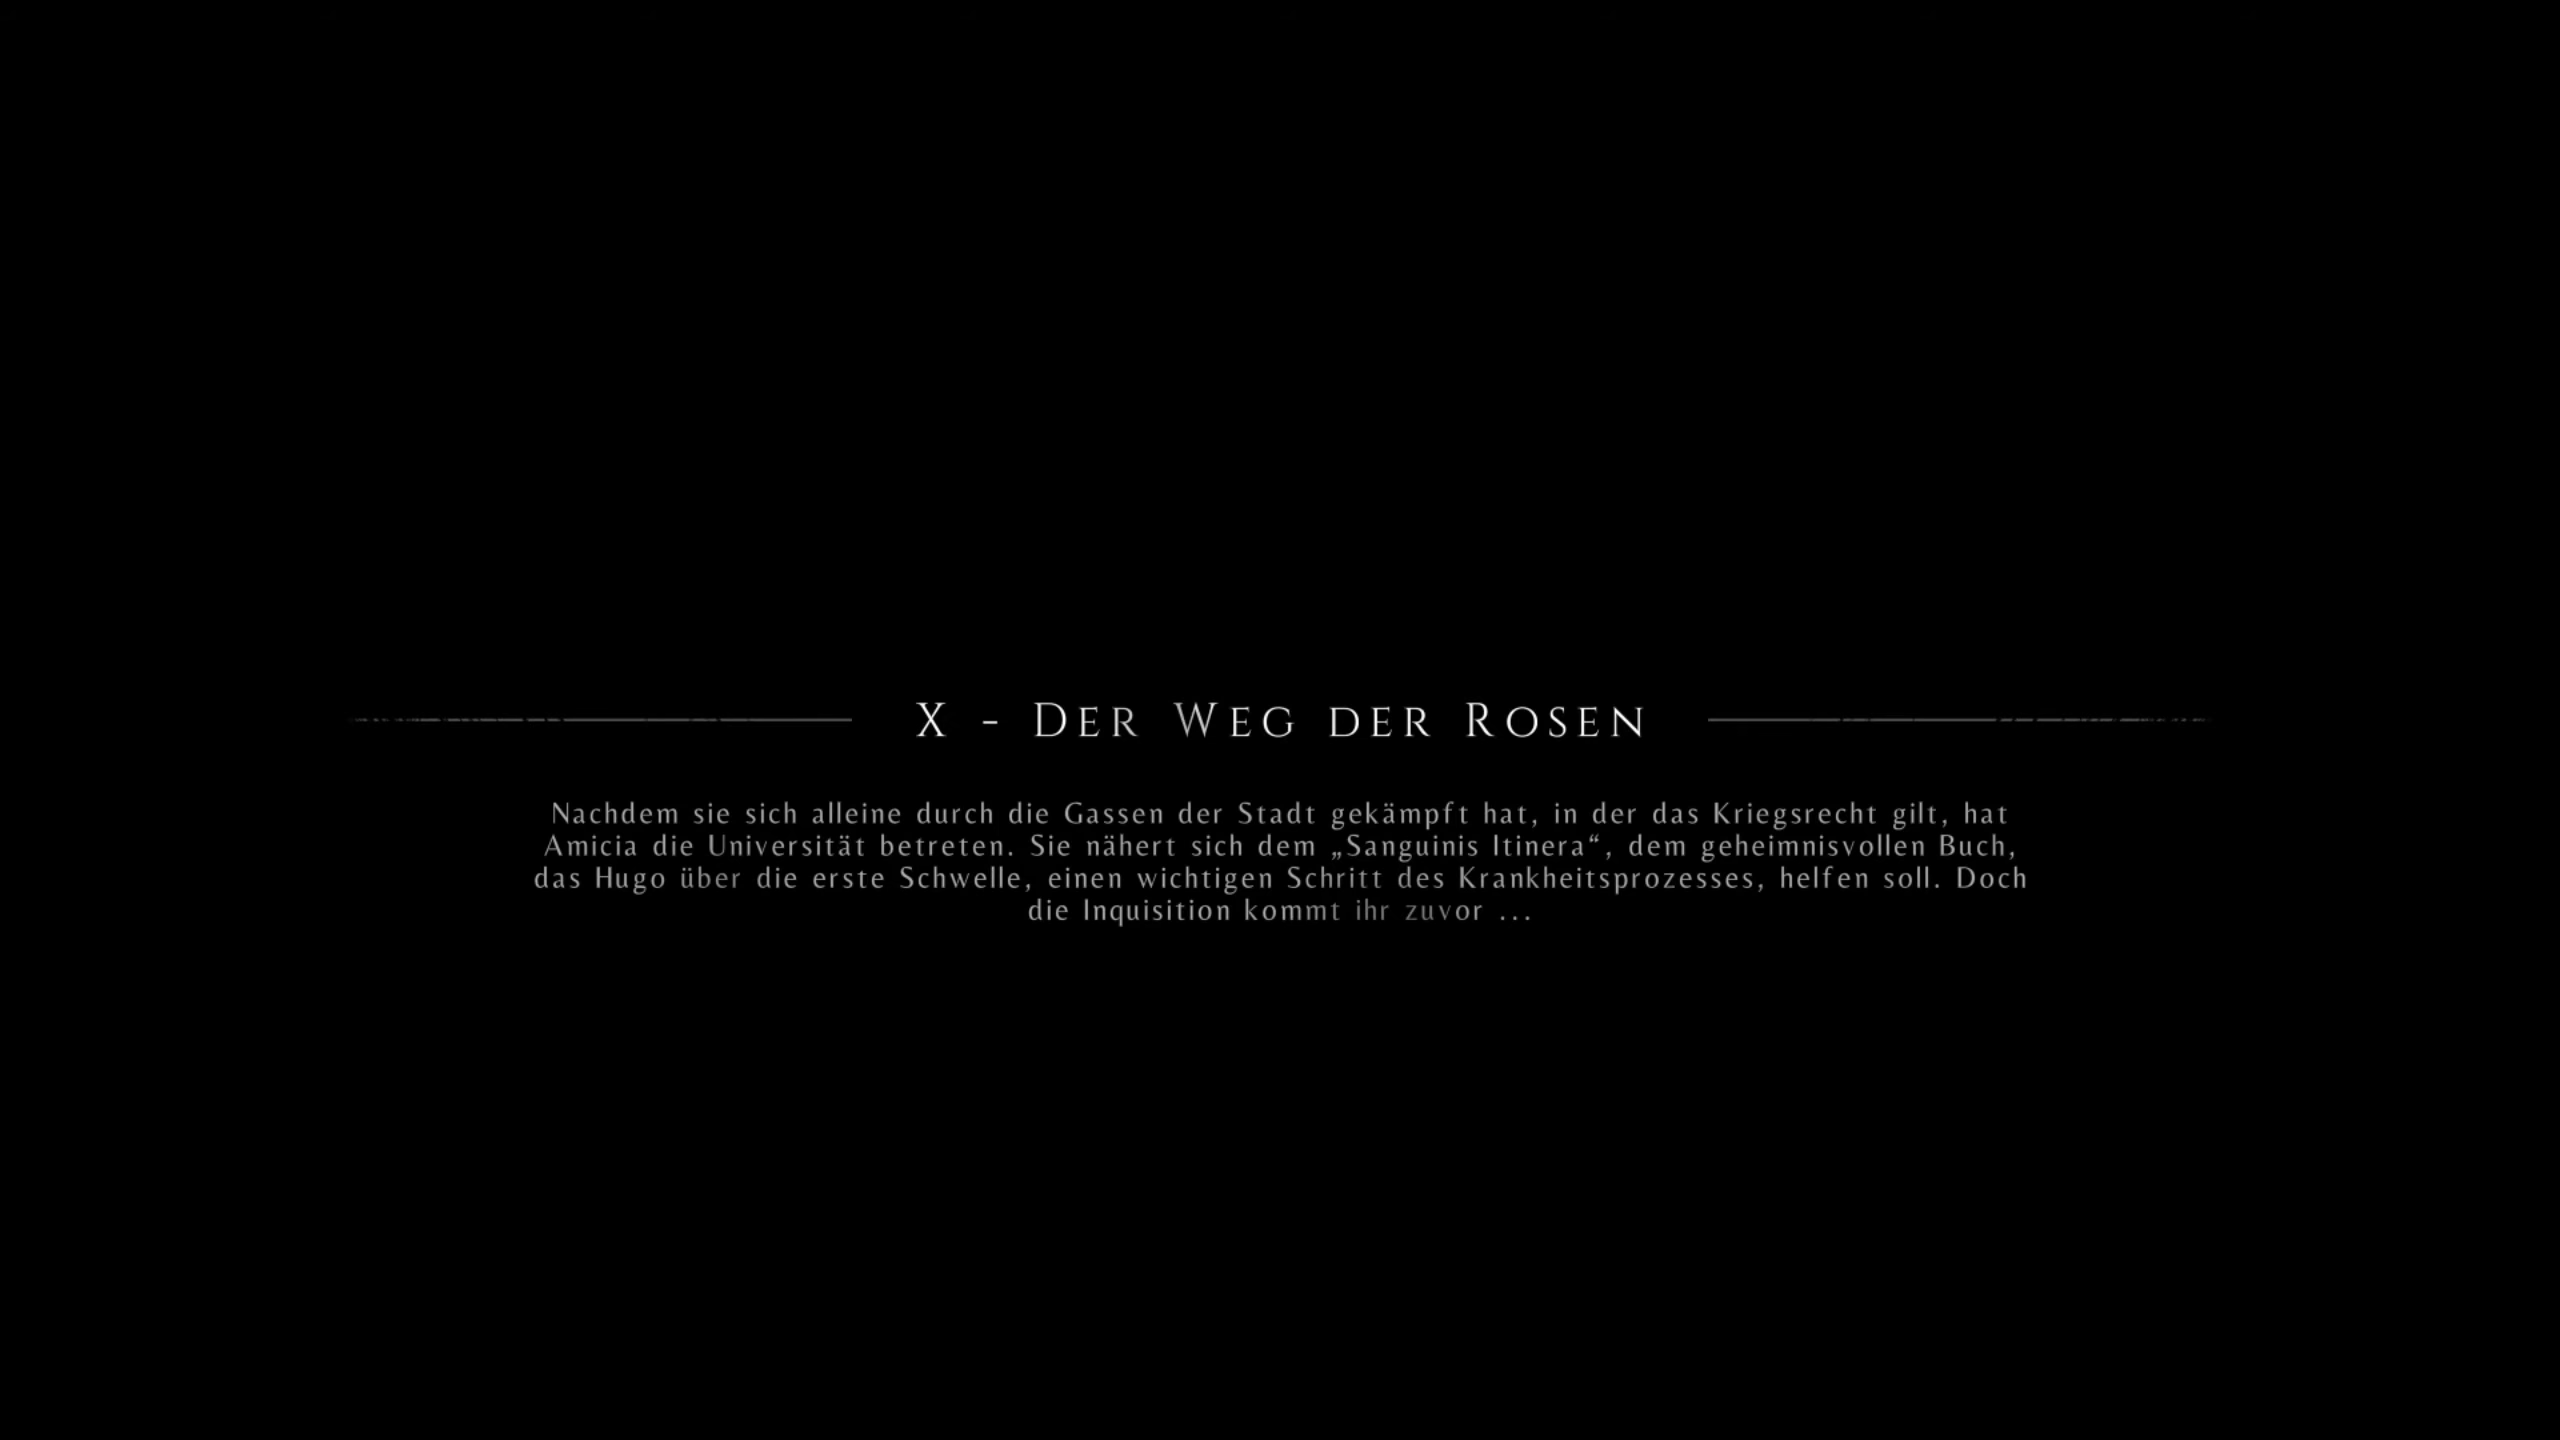 X - Der Weg der Rosen
Nachdem sie sich alleine durch die Gassen der Stadt gekämpft hat, in der das Kriegsrecht gilt, hat
Amicia die Universität betreten. Sie nähert sich dem „Sanguinis Itinera“, dem geheimnisvollen Buch,
das Hugo über die erste Schwelle, einen wichtigen Schritt des Krankheitsprozesses, helfen soll. Doch
die Inquisition kommt ihr zuvor ...